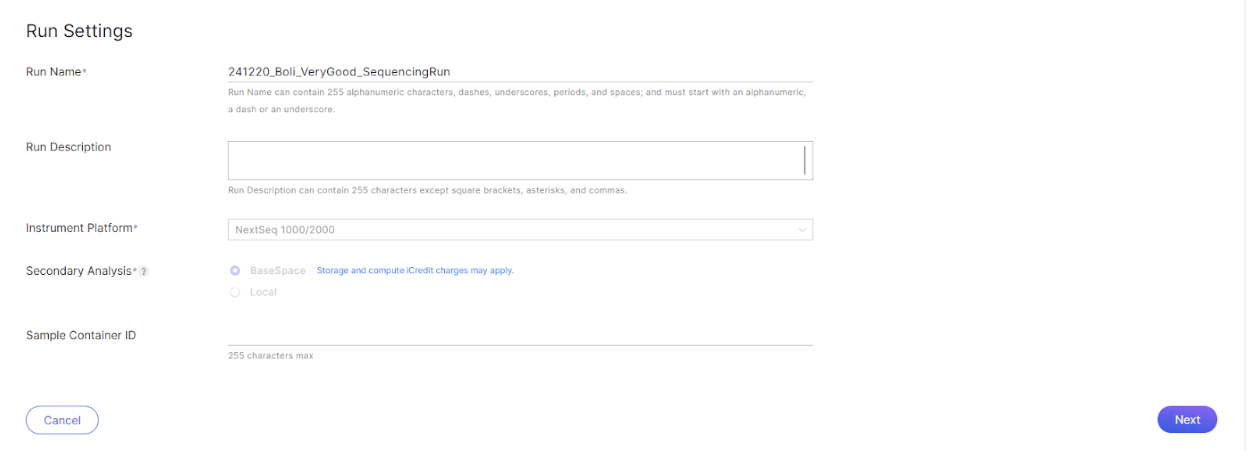 Run Settings
Run Name*
241220_Boli_VeryGood_SequencingRun
Run Name can contain 255 alphanumeric characters, dashes, underscores, periods, and spaces; and must start with an alphanumeric,
a dash or an underscore.
Run Description
Run Description can contain 255 characters except square brackets, asterisks, and commas.
Instrument Platform*
NextSeq 1000/2000
Secondary Analysis* ?
BaseSpace Storage and compute iCredit charges may apply.
Local
Sample Container ID
255 characters max
Cancel
Next